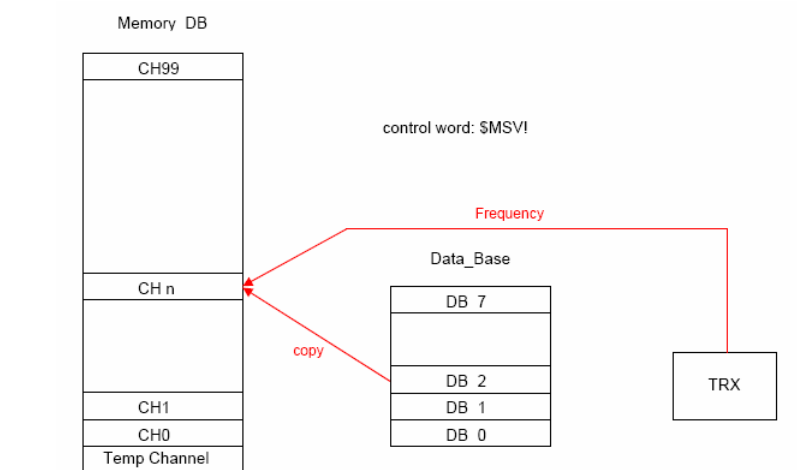 Memory DB
CH99
control word: $MSV!
Frequency
Data_Base
CH n
DB 7
copy
DB 2
TRX
CH1
DB 1
CH0
DB 0
Temp Channel